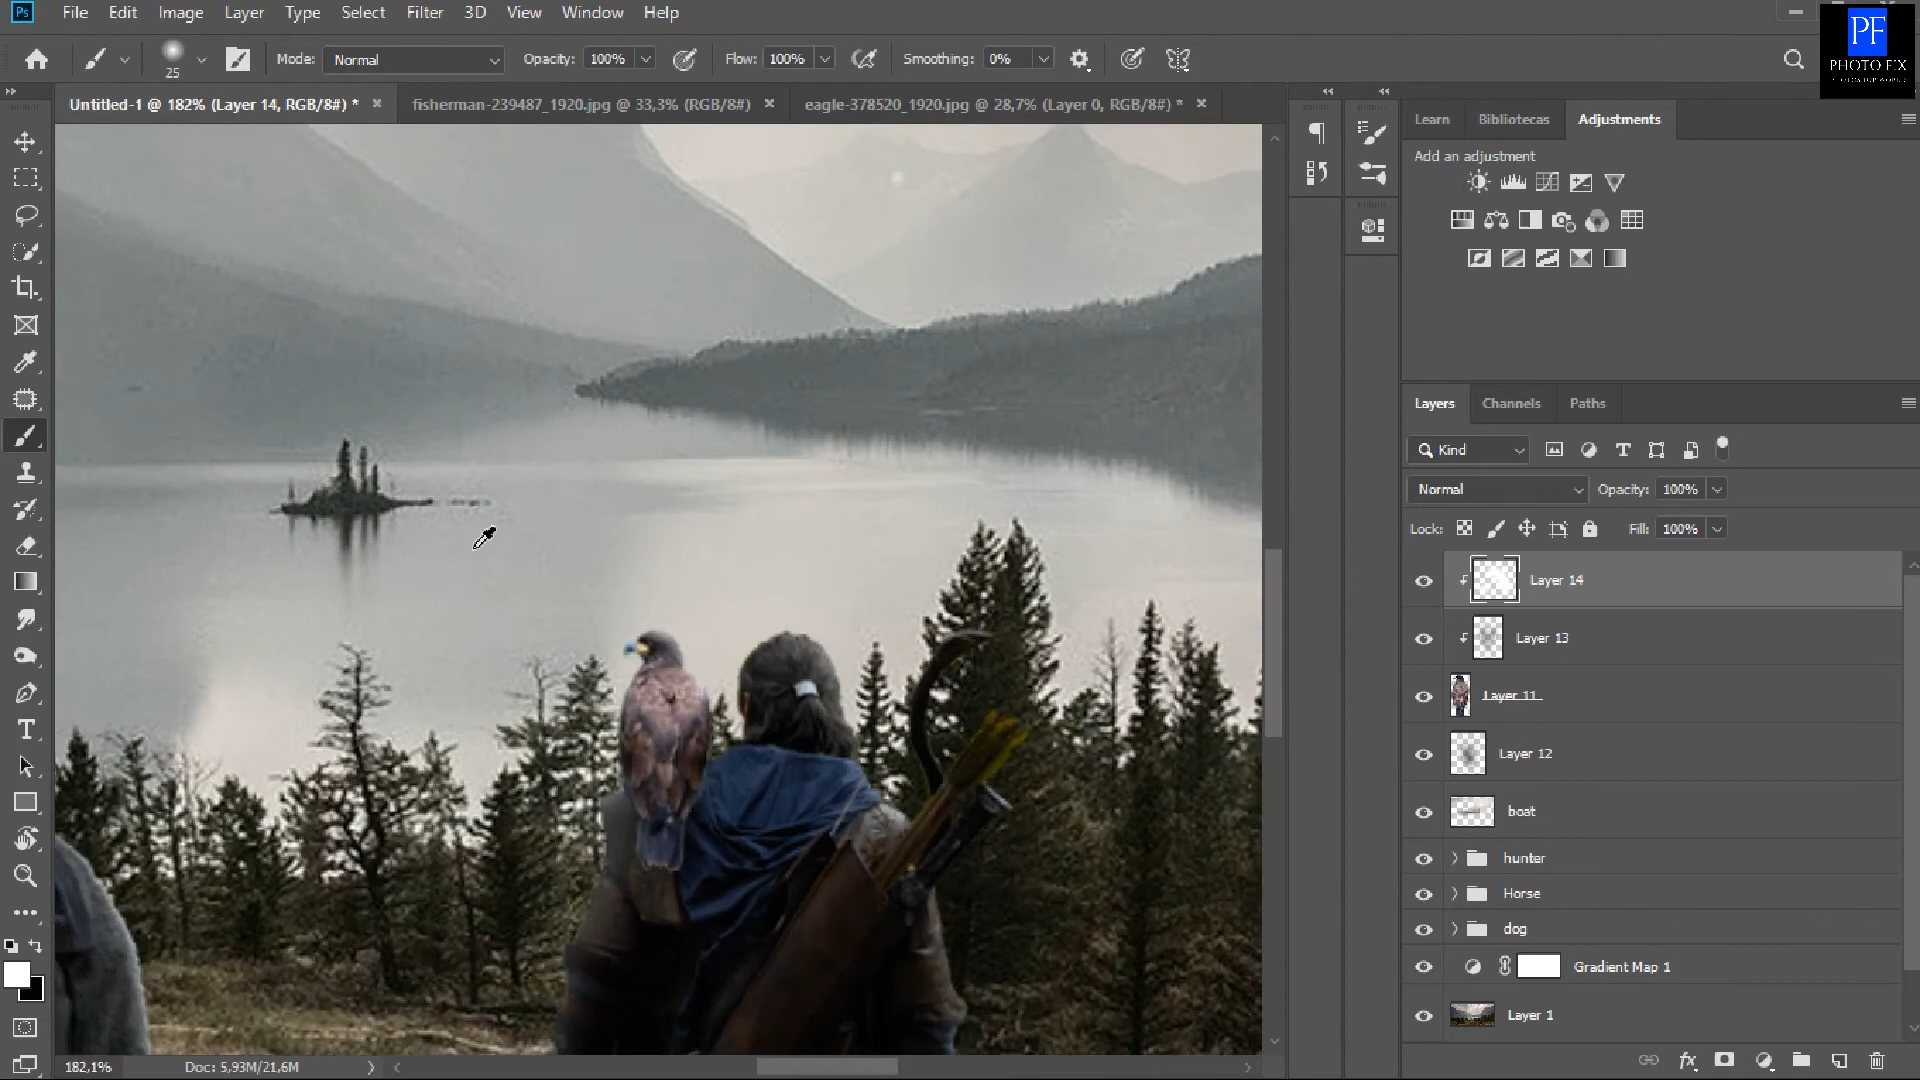 Ps File Edit Image Layer Type Select Filter 3D View Window Help
PF
PHOTO FIX
25 Mode: Normal Opacity: 100% Flow: 100% Smoothing: 0%
Untitled-1 @ 182% (Layer 14, RGB/8#) * × fisherman-239487_1920.jpg @ 33,3% (RGB/8#) × eagle-378520_1920.jpg @ 28,7% (Layer 0, RGB/8#) * ×
Learn Bibliotecas Adjustments
Add an adjustment
Layers Channels Paths
Kind
Normal Opacity: 100%
Lock: Fill: 100%
Layer 14
Layer 13
Layer 11
Layer 12
boat
hunter
Horse
dog
Gradient Map 1
Layer 1
182,1% Doc: 5,93M/21,6M